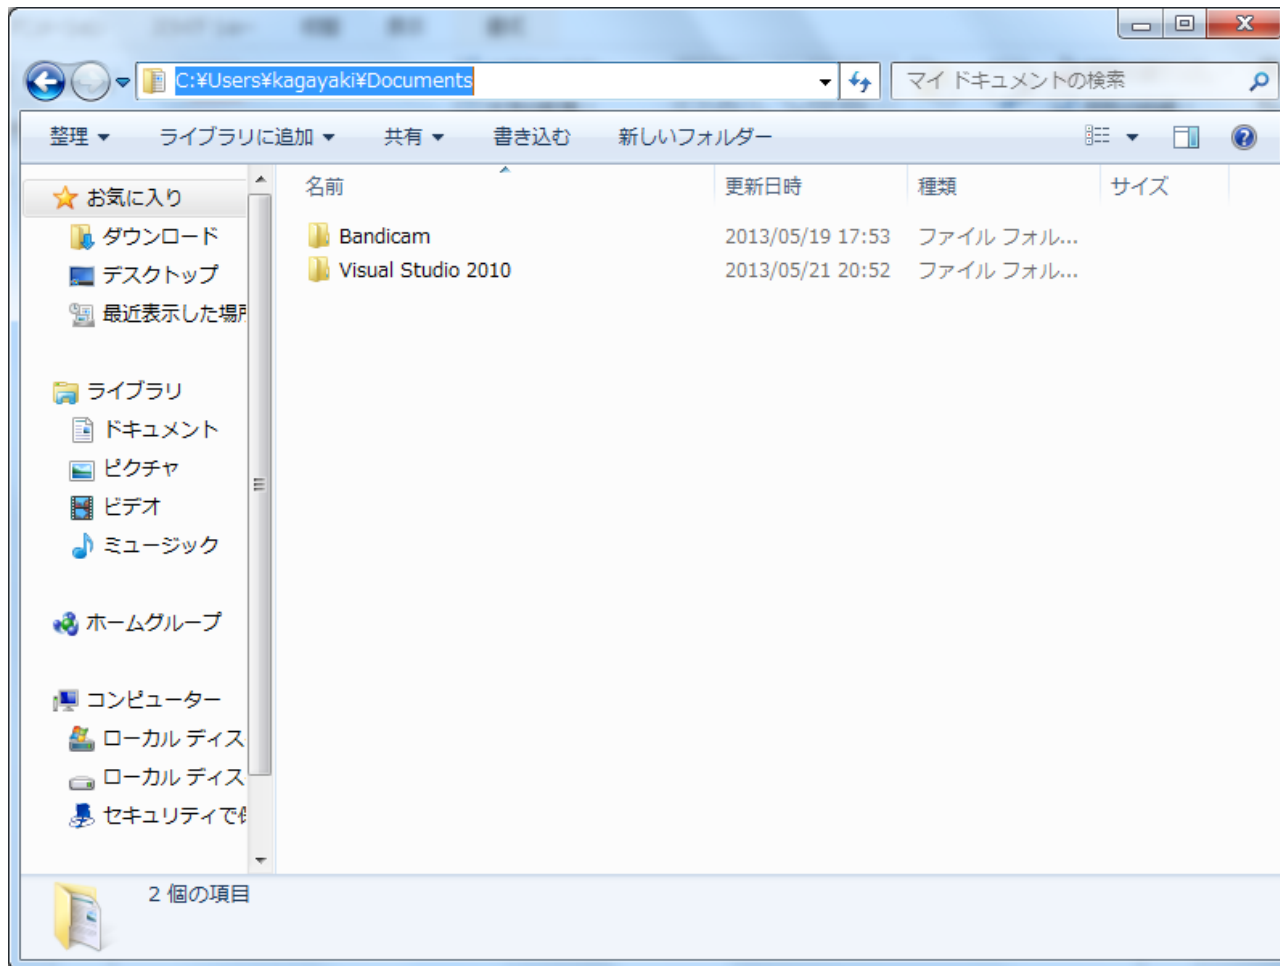 C:¥Users¥kagayaki¥Documents
マイ ドキュメントの検索
整理 ライブラリに追加 共有 書き込む 新しいフォルダー
お気に入り
ダウンロード
デスクトップ
最近表示した場所
ライブラリ
ドキュメント
ピクチャ
ビデオ
ミュージック
ホームグループ
コンピューター
ローカル ディス
ローカル ディス
セキュリティで保
名前 更新日時 種類 サイズ
Bandicam 2013/05/19 17:53 ファイル フォル...
Visual Studio 2010 2013/05/21 20:52 ファイル フォル...
2 個の項目